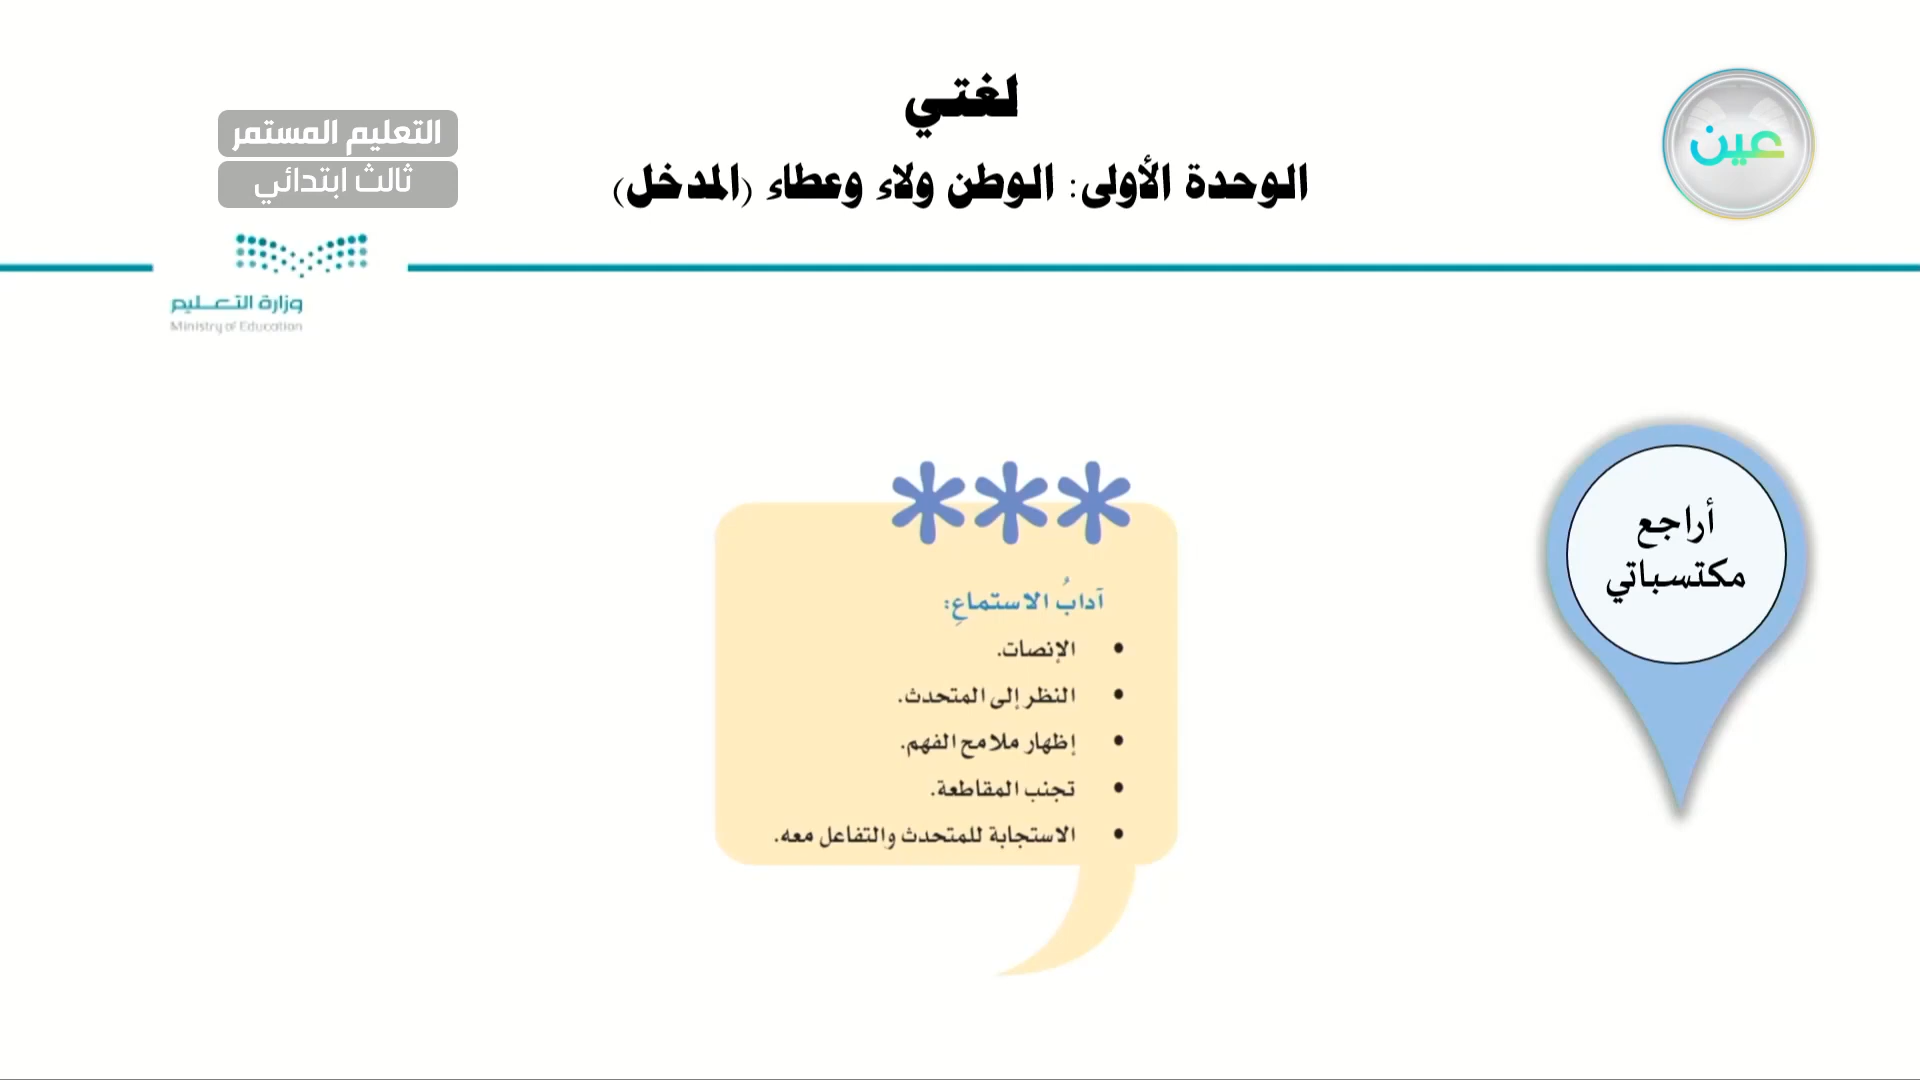 لغتي
الوحدة الأولى: الوطن ولاء وعطاء (المدخل)
عين
التعليم المستمر
ثالث ابتدائي
وزارة التعـليم
Ministry of Education
أراجع
مكتسباتي
آدابُ الاستماعِ:
• الإنصات.
• النظر إلى المتحدث.
• إظهار ملامح الفهم.
• تجنب المقاطعة.
• الاستجابة للمتحدث والتفاعل معه.